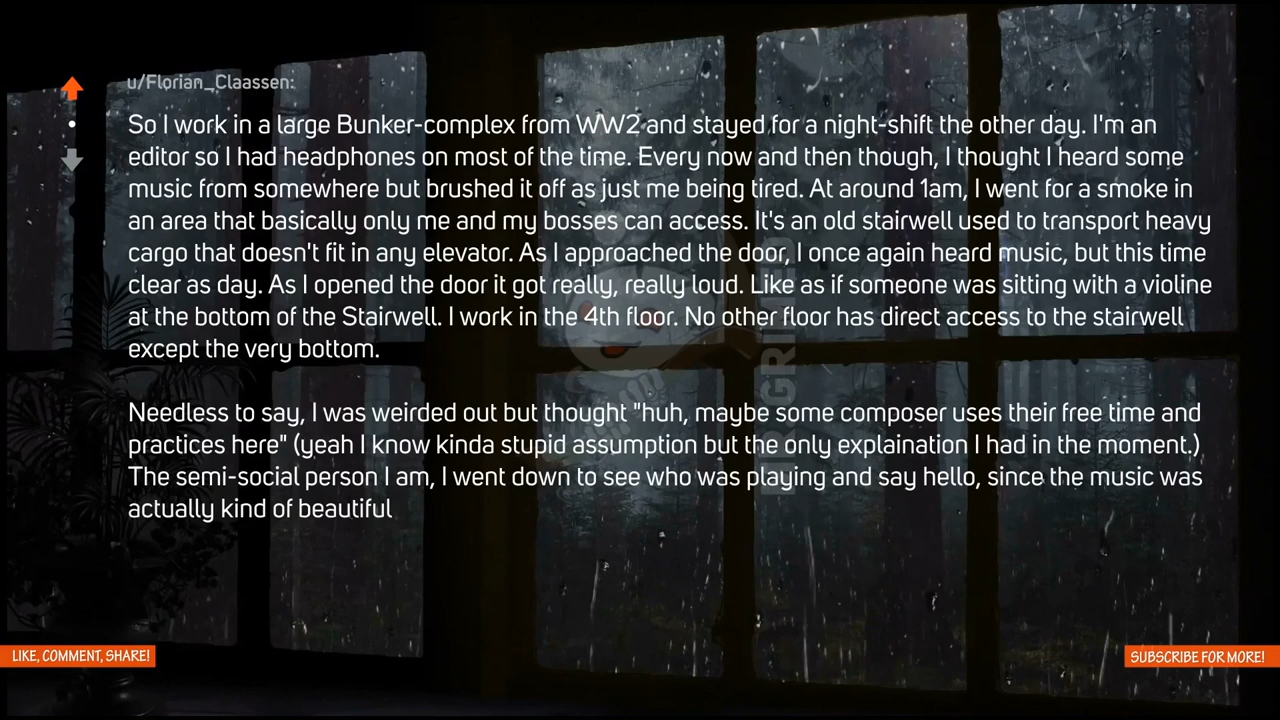 u/Florian_Claassen:
So I work in a large Bunker-complex from WW2 and stayed for a night-shift the other day. I'm an
editor so I had headphones on most of the time. Every now and then though, I thought I heard some
music from somewhere but brushed it off as just me being tired. At around 1am, I went for a smoke in
an area that basically only me and my bosses can access. It's an old stairwell used to transport heavy
cargo that doesn't fit in any elevator. As I approached the door, I once again heard music, but this time
clear as day. As I opened the door it got really, really loud. Like as if someone was sitting with a violine
at the bottom of the Stairwell. I work in the 4th floor. No other floor has direct access to the stairwell
except the very bottom.
Needless to say, I was weirded out but thought "huh, maybe some composer uses their free time and
practices here" (yeah I know kinda stupid assumption but the only explaination I had in the moment.)
The semi-social person I am, I went down to see who was playing and say hello, since the music was
actually kind of beautiful
LIKE, COMMENT, SHARE!
SUBSCRIBE FOR MORE!